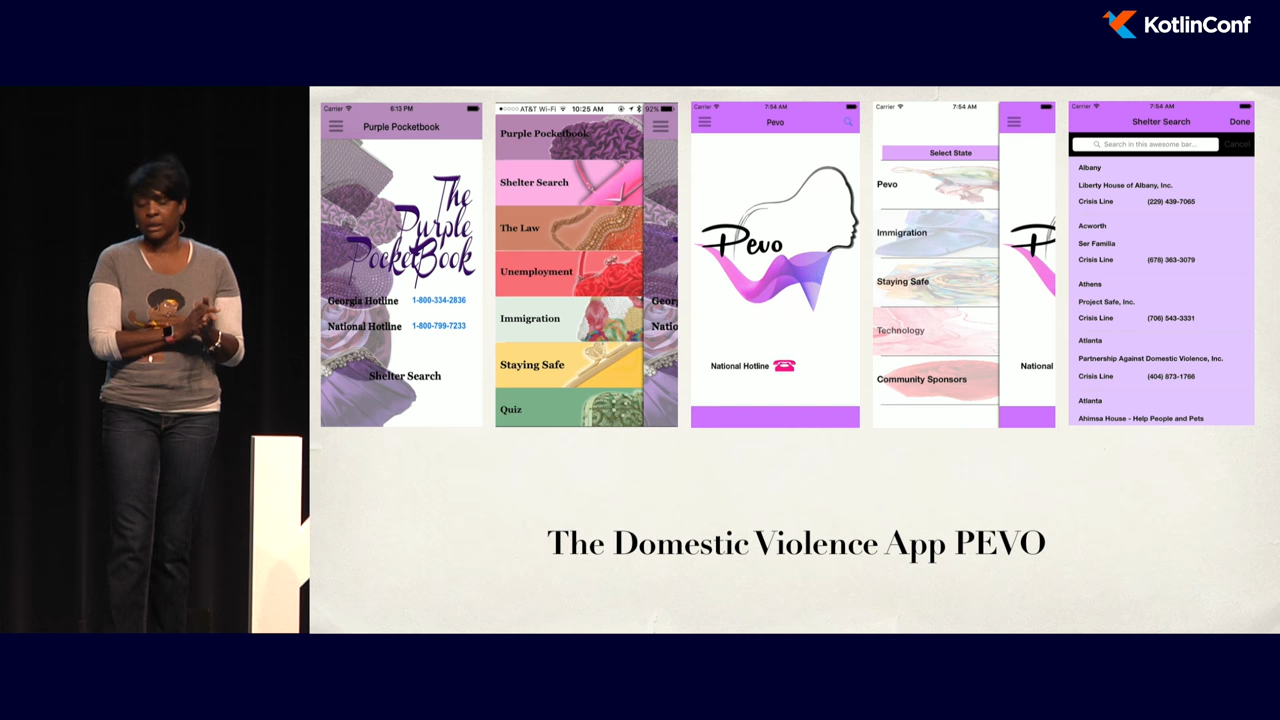 KotlinConf
Carrier 6:13 PM
Purple Pocketbook
The
Purple
PocketBook
Georgia Hotline 1-800-334-2836
National Hotline 1-800-799-7233
Shelter Search
AT&T Wi-Fi 10:25 AM 92%
Purple Pocketbook
Shelter Search
The Law
Unemployment
Immigration
Staying Safe
Quiz
Georg
Natio
Carrier 7:54 AM
Pevo
Pevo
National Hotline
Carrier 7:54 AM
Select State
Pevo
Immigration
Staying Safe
Technology
Community Sponsors
National
Carrier 7:54 AM
Shelter Search Done
Search in this awesome bar... Cancel
Albany
Liberty House of Albany, Inc.
Crisis Line (229) 439-7065
Acworth
Ser Familia
Crisis Line (678) 363-3079
Athens
Project Safe, Inc.
Crisis Line (706) 543-3331
Atlanta
Partnership Against Domestic Violence, Inc.
Crisis Line (404) 873-1766
Atlanta
Ahimsa House - Help People and Pets
The Domestic Violence App PEVO